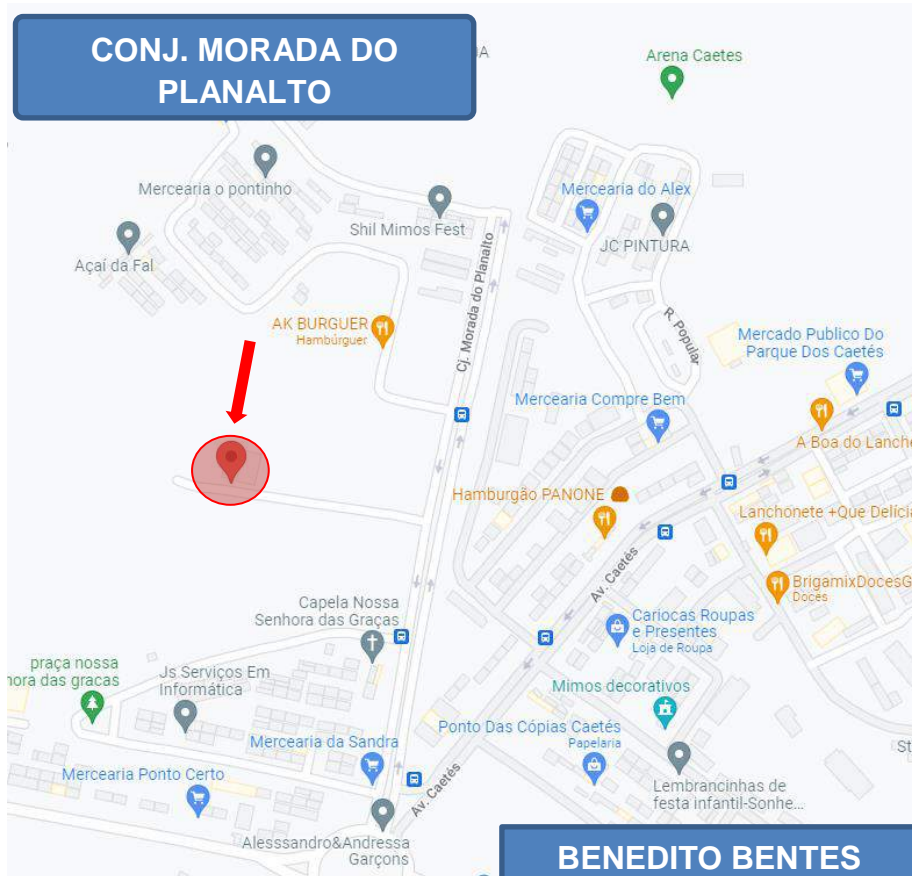 CONJ. MORADA DO
PLANALTO
Arena Caetes
Mercearia o pontinho
Mercearia do Alex
Shil Mimos Fest
JC PINTURA
Açaí da Fal
Cj. Morada do Planalto
AK BURGUER
Hambúrguer
R. Popular
Mercado Publico Do
Parque Dos Caetés
Mercearia Compre Bem
A Boa do Lanche
Hamburgão PANONE
Lanchonete +Que Delícia
Av. Caetés
BrigamixDocesG
Doces
Capela Nossa
Senhora das Graças
Cariocas Roupas
e Presentes
Loja de Roupa
praça nossa
hora das gracas
Js Serviços Em
Informática
Mimos decorativos
Mercearia da Sandra
Ponto Das Cópias Caetés
Papelaria
St
Mercearia Ponto Certo
Av. Caetés
Lembrancinhas de
festa infantil-Sonhe...
Alesssandro&Andressa
Garçons
BENEDITO BENTES